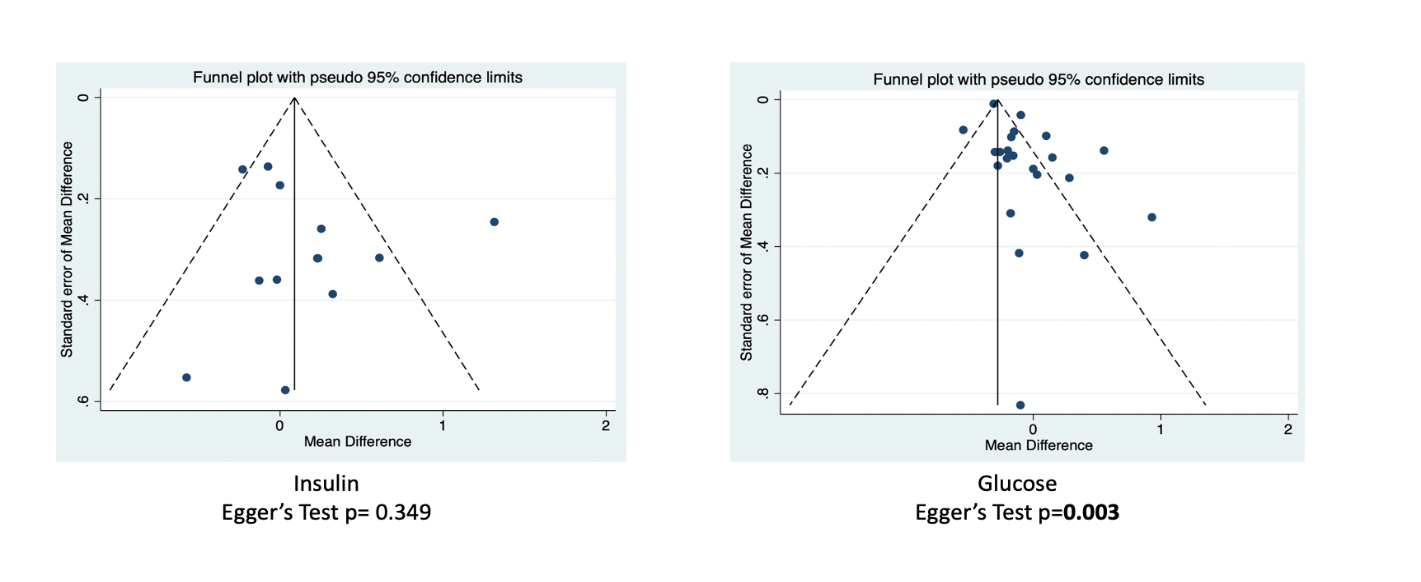 Funnel plot with pseudo 95% confidence limits
Standard error of Mean Difference
0
.2
.4
.6
0 1 2
Mean Difference
Insulin
Egger’s Test p= 0.349
Funnel plot with pseudo 95% confidence limits
Standard error of Mean Difference
0
.2
.4
.6
.8
0 1 2
Mean Difference
Glucose
Egger’s Test p=0.003